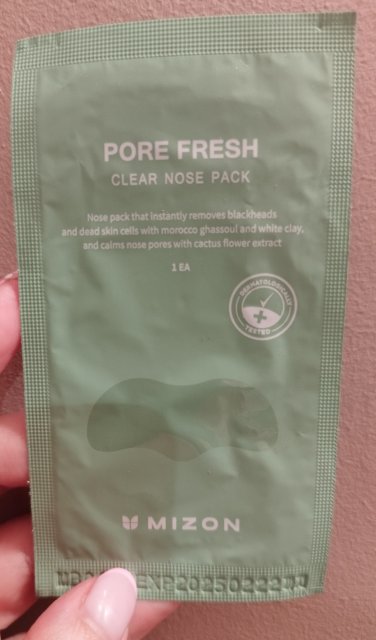 PORE FRESH
CLEAR NOSE PACK
Nose pack that instantly removes blackheads
and dead skin cells with morocco ghassoul and white clay,
and calms nose pores with cactus flower extract
1 EA
DERMATOLOGICALLY
TESTED
MIZON
EXP20250222